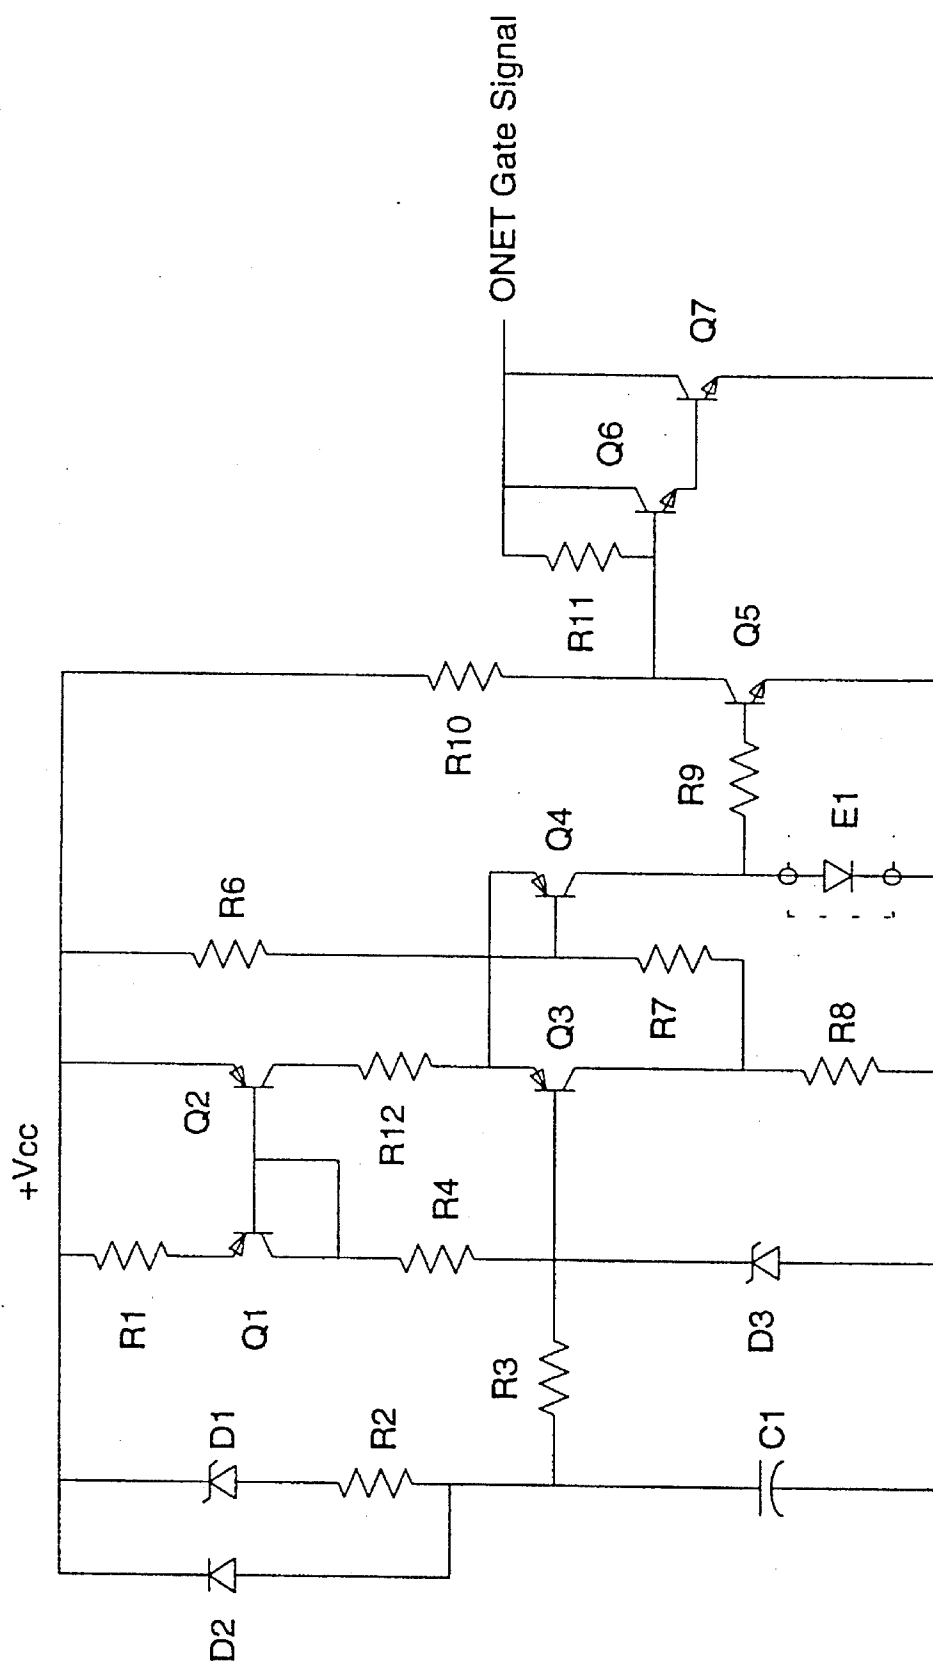 +Vcc
D2
D1
R2
R1
Q1
Q2
R6
R12
R4
R3
D3
C1
Q3
Q4
R7
R8
R9
E1
R10
R11
Q5
Q6
Q7
ONET Gate Signal